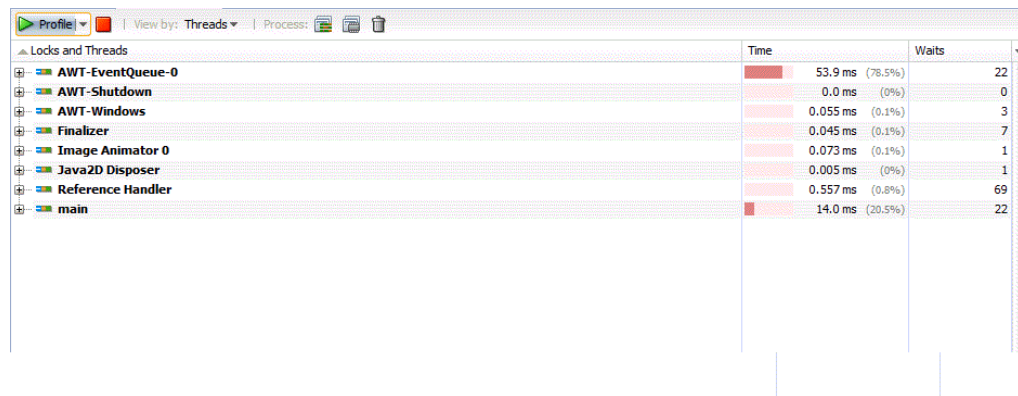 Profile View by: Threads Process:
Locks and Threads Time Waits
AWT-EventQueue-0 53.9 ms (78.5%) 22
AWT-Shutdown 0.0 ms (0%) 0
AWT-Windows 0.055 ms (0.1%) 3
Finalizer 0.045 ms (0.1%) 7
Image Animator 0 0.073 ms (0.1%) 1
Java2D Disposer 0.005 ms (0%) 1
Reference Handler 0.557 ms (0.8%) 69
main 14.0 ms (20.5%) 22